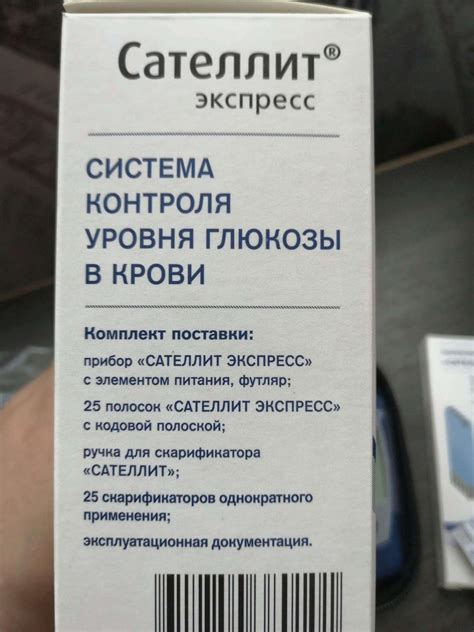 Сателлит®
экспресс
СИСТЕМА
КОНТРОЛЯ
УРОВНЯ ГЛЮКОЗЫ
В КРОВИ
Комплект поставки:
прибор «САТЕЛЛИТ ЭКСПРЕСС»
с элементом питания, футляр;
25 полосок «САТЕЛЛИТ ЭКСПРЕСС»
с кодовой полоской;
ручка для скарификатора
«САТЕЛЛИТ»;
25 скарификаторов однократного
применения;
эксплуатационная документация.